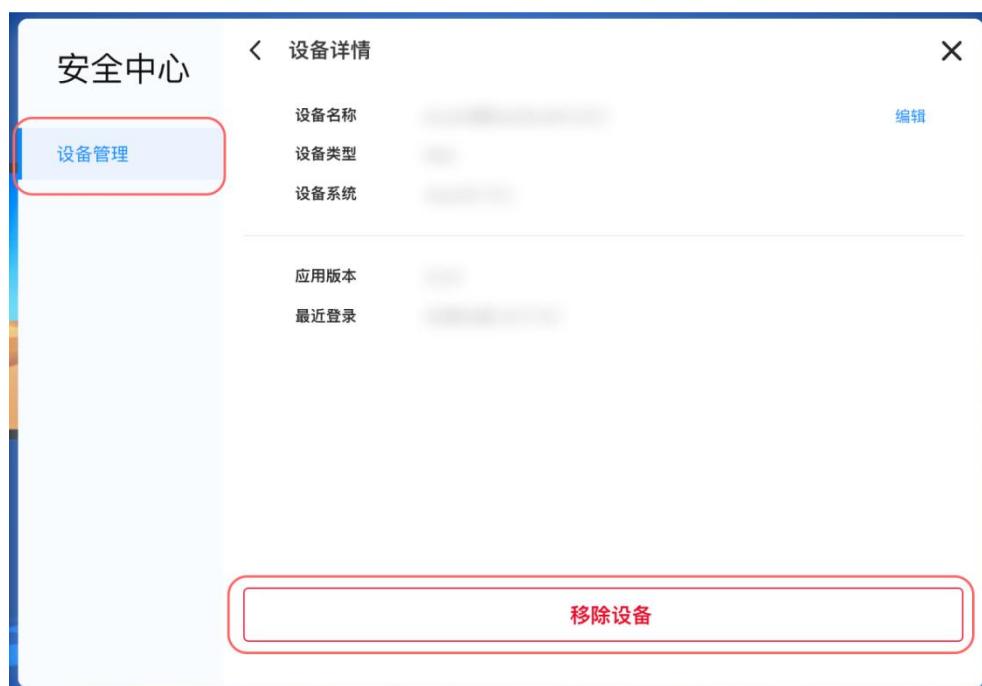 安全中心
设备管理
设备详情
设备名称
编辑
设备类型
设备系统
应用版本
最近登录
移除设备